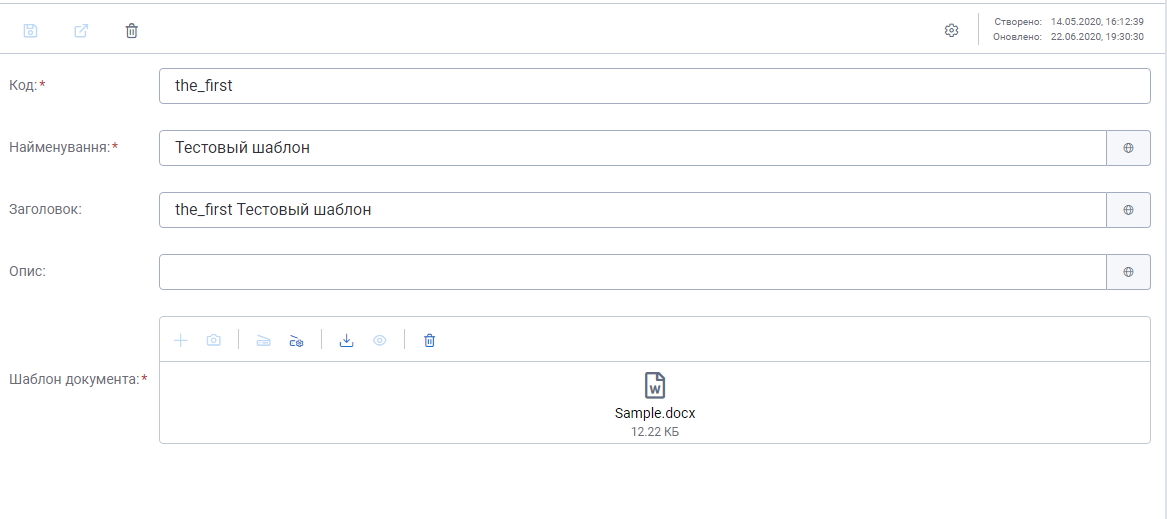 Створено: 14.05.2020, 16:12:39
Оновлено: 22.06.2020, 19:30:30
Код:* the_first
Найменування:* Тестовый шаблон
Заголовок: the_first Тестовый шаблон
Опис:
Шаблон документа:*
W
Sample.docx
12.22 КБ